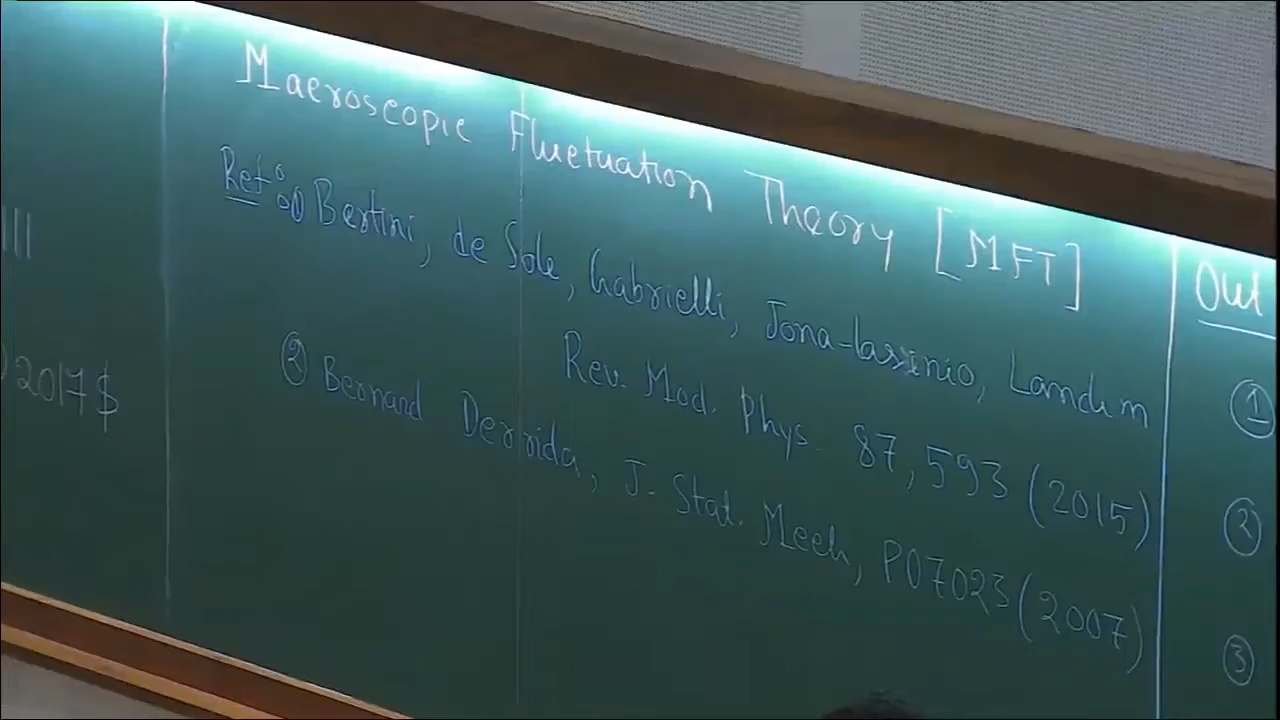 Macroscopic Fluctuation Theory [MFT]
Ref: ① Bertini, de Sole, Gabrielli, Jona-lassinio, Landim
Rev. Mod. Phys. 87, 593 (2015)
② Bernard Derrida, J. Stat. Mech, P07023 (2007)
2017$
Out
①
②
③